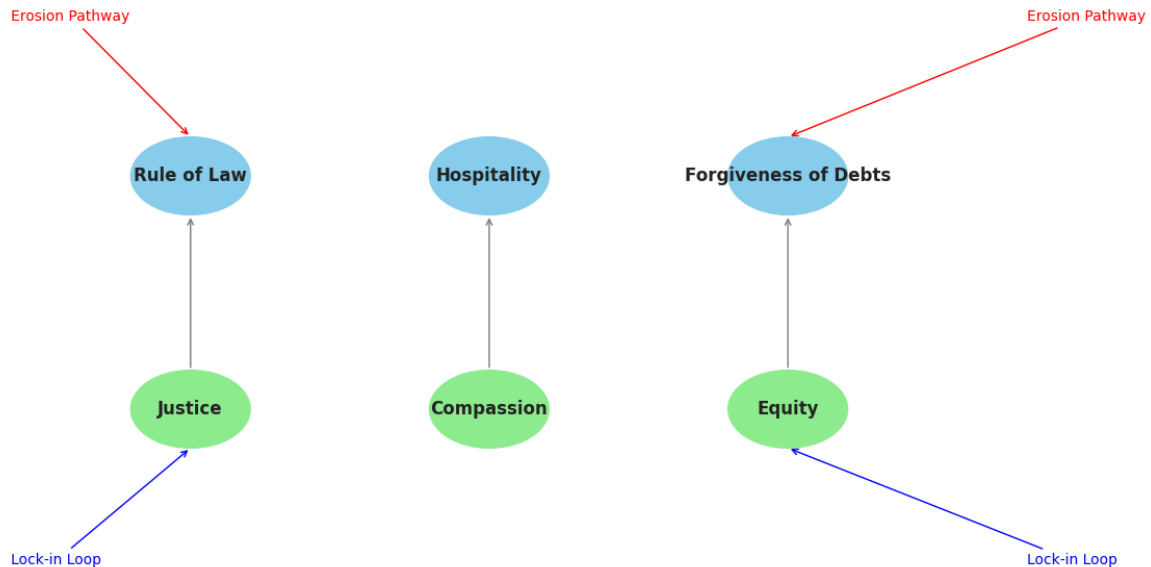 Erosion Pathway
Erosion Pathway
Rule of Law
Hospitality
Forgiveness of Debts
Justice
Compassion
Equity
Lock-in Loop
Lock-in Loop